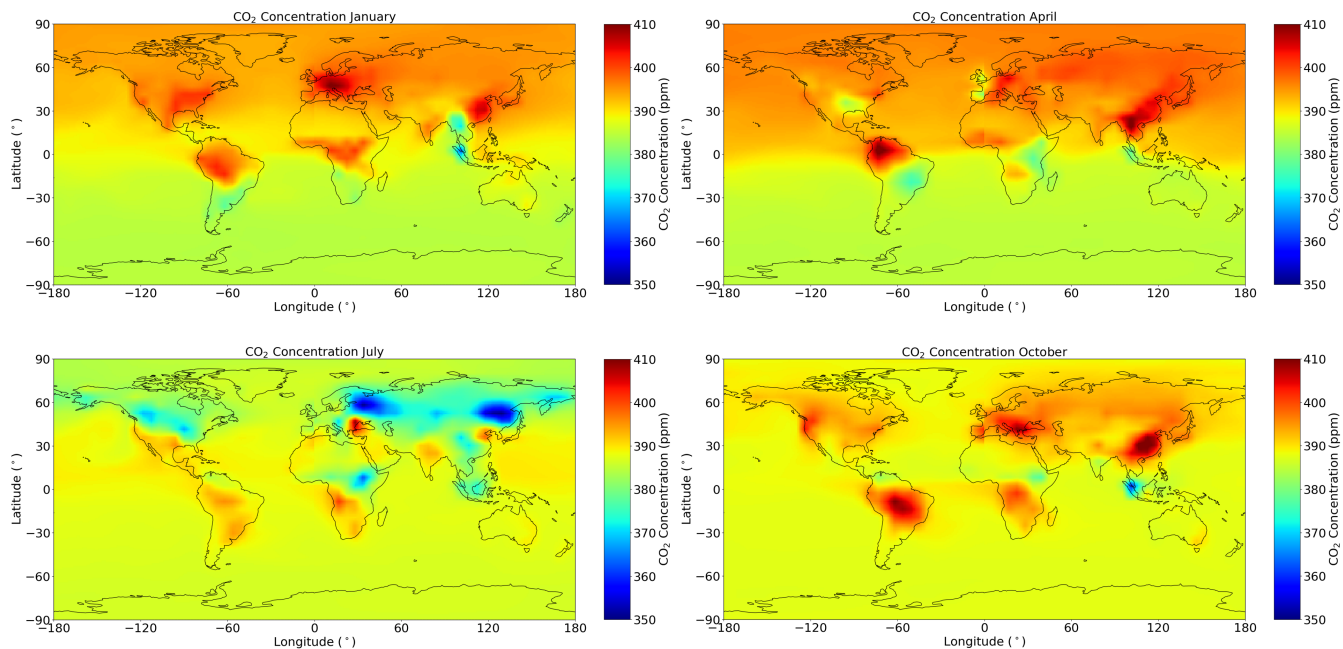 CO₂ Concentration January
90
60
30
0
−30
−60
−90
−180 −120 −60 0 60 120 180
Latitude (°)
Longitude (°)
410
400
390
380
370
360
350
CO₂ Concentration (ppm)
CO₂ Concentration April
90
60
30
0
−30
−60
−90
−180 −120 −60 0 60 120 180
Latitude (°)
Longitude (°)
410
400
390
380
370
360
350
CO₂ Concentration (ppm)
CO₂ Concentration July
90
60
30
0
−30
−60
−90
−180 −120 −60 0 60 120 180
Latitude (°)
Longitude (°)
410
400
390
380
370
360
350
CO₂ Concentration (ppm)
CO₂ Concentration October
90
60
30
0
−30
−60
−90
−180 −120 −60 0 60 120 180
Latitude (°)
Longitude (°)
410
400
390
380
370
360
350
CO₂ Concentration (ppm)